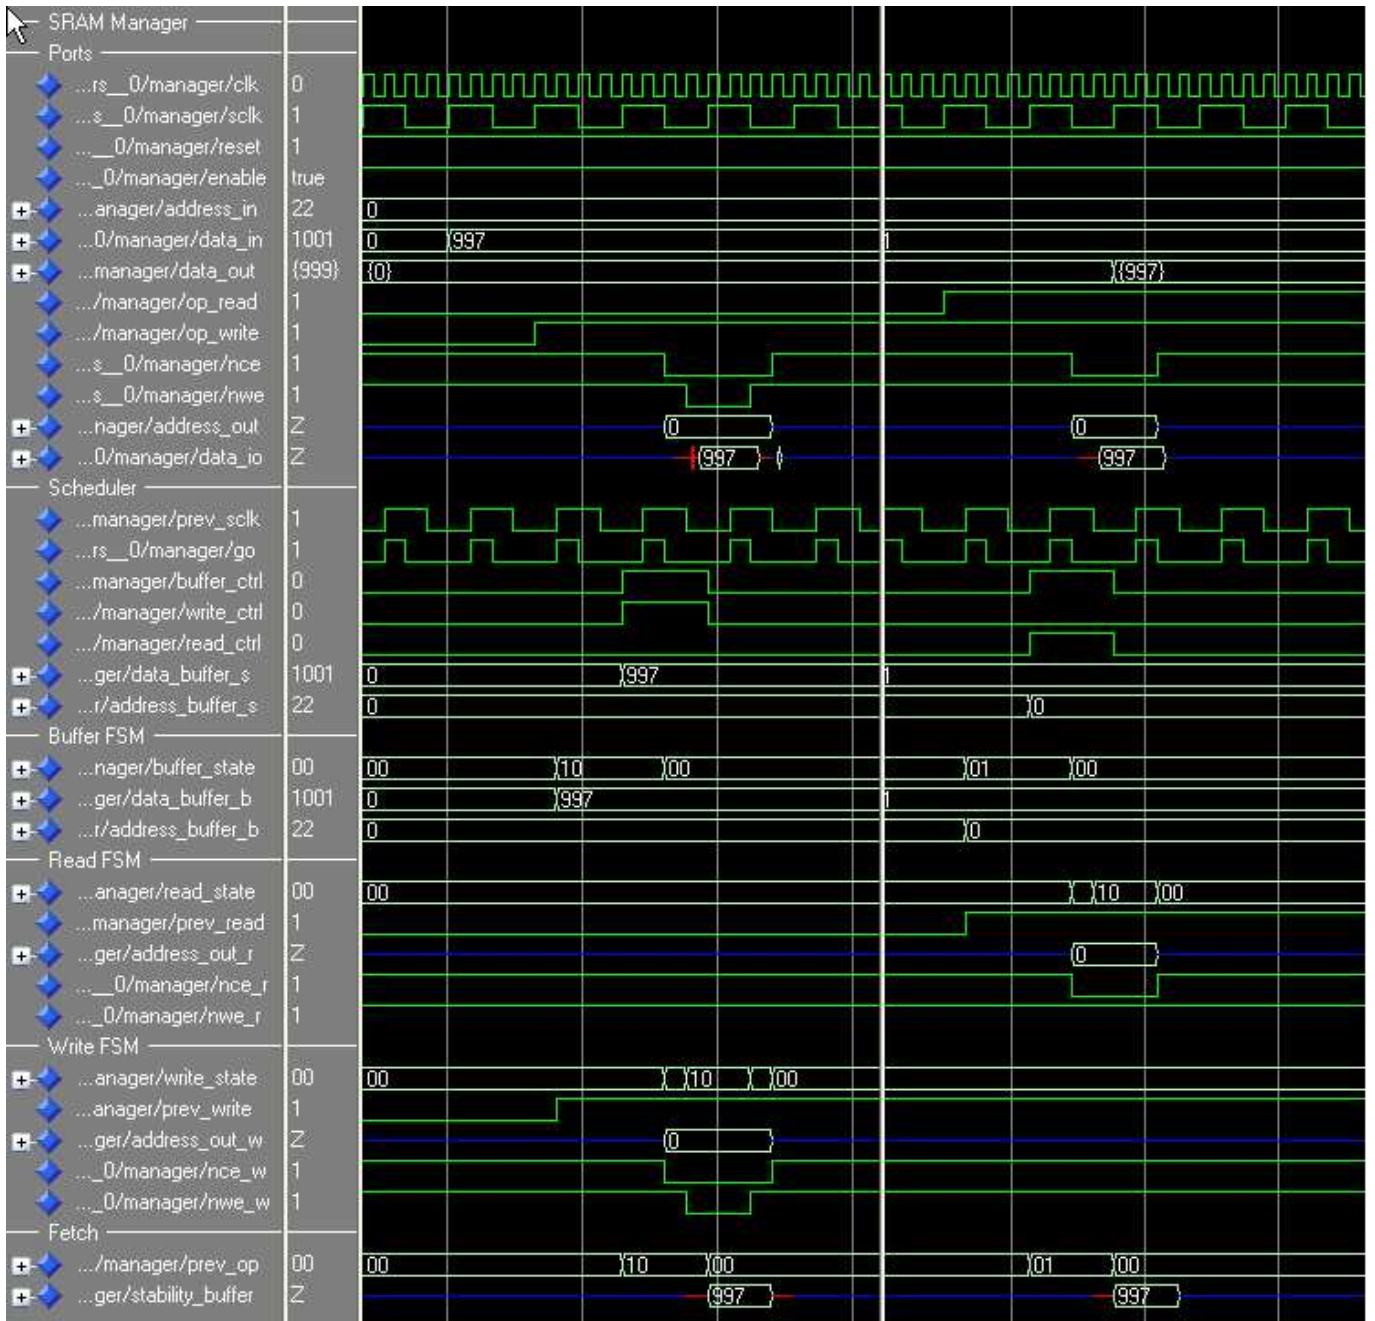 SRAM Manager
Ports
...rs__0/manager/clk 0
...s__0/manager/sclk 1
...__0/manager/reset 1
..._0/manager/enable true
...anager/address_in 22 0
...0/manager/data_in 1001 0 997 1
...manager/data_out {999} {0} {997}
.../manager/op_read 1
.../manager/op_write 1
...s__0/manager/nce 1
...s__0/manager/nwe 1
...nager/address_out Z 0 0
...0/manager/data_io Z 997 997
Scheduler
...manager/prev_sclk 1
...rs__0/manager/go 1
...manager/buffer_ctrl 0
.../manager/write_ctrl 0
.../manager/read_ctrl 0
...ger/data_buffer_s 1001 0 997 1
...r/address_buffer_s 22 0 0
Buffer FSM
...nager/buffer_state 00 00 10 00 01 00
...ger/data_buffer_b 1001 0 997 1
...r/address_buffer_b 22 0 0
Read FSM
...anager/read_state 00 00 10 00
...manager/prev_read 1
...ger/address_out_r Z 0
...__0/manager/nce_r 1
..._0/manager/nwe_r 1
Write FSM
...anager/write_state 00 00 10 00
...anager/prev_write 1
...ger/address_out_w Z 0
..._0/manager/nce_w 1
..._0/manager/nwe_w 1
Fetch
.../manager/prev_op 00 00 10 00 01 00
...ger/stability_buffer Z 997 997